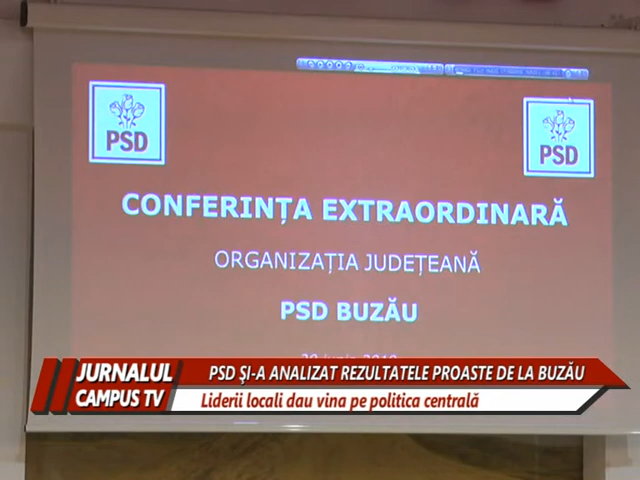 PSD
PSD
CONFERINȚA EXTRAORDINARĂ
ORGANIZAȚIA JUDEȚEANĂ
PSD BUZĂU
JURNALUL
CAMPUS TV
PSD ŞI-A ANALIZAT REZULTATELE PROASTE DE LA BUZĂU
Liderii locali dau vina pe politica centrală